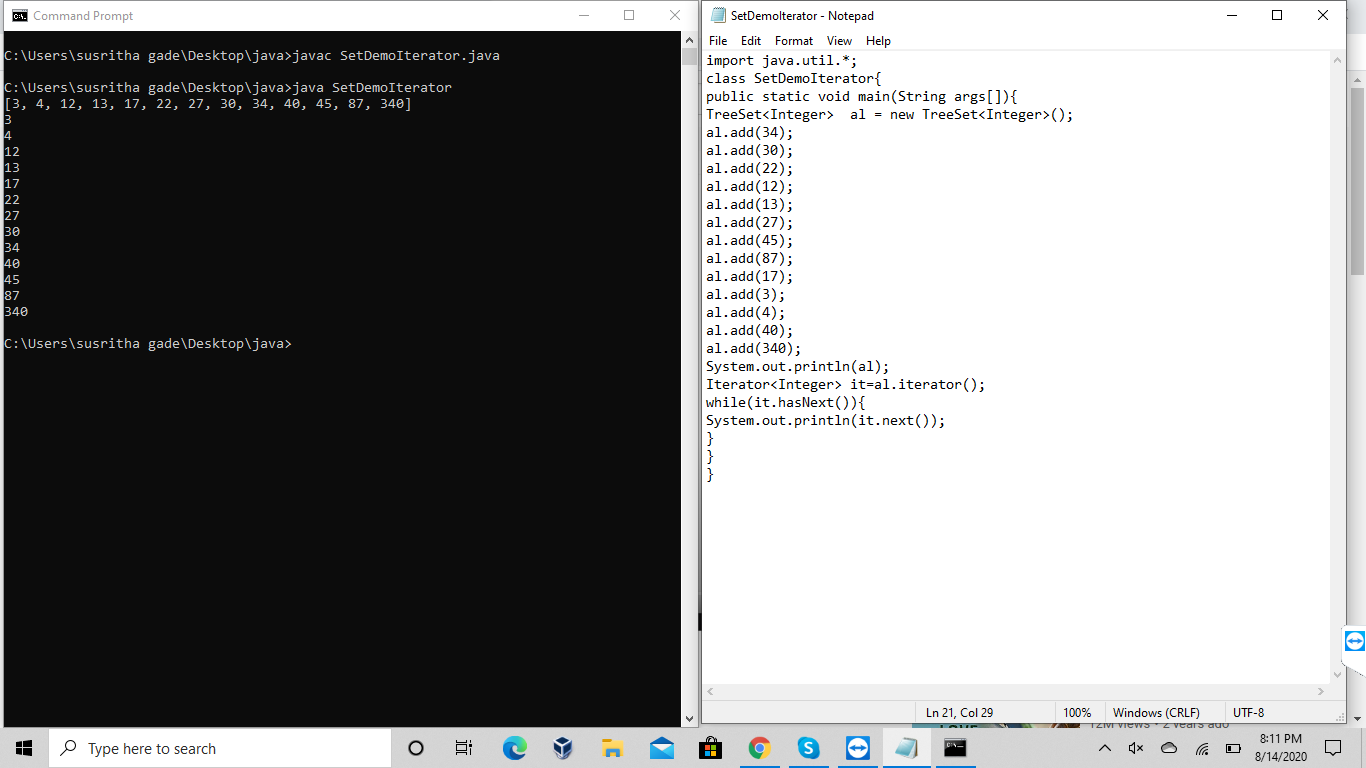 Command Prompt
C:\Users\susritha gade\Desktop\java>javac SetDemoIterator.java
C:\Users\susritha gade\Desktop\java>java SetDemoIterator
[3, 4, 12, 13, 17, 22, 27, 30, 34, 40, 45, 87, 340]
3
4
12
13
17
22
27
30
34
40
45
87
340
C:\Users\susritha gade\Desktop\java>
SetDemoIterator - Notepad
File Edit Format View Help
import java.util.*;
class SetDemoIterator{
public static void main(String args[]){
TreeSet<Integer>  al = new TreeSet<Integer>();
al.add(34);
al.add(30);
al.add(22);
al.add(12);
al.add(13);
al.add(27);
al.add(45);
al.add(87);
al.add(17);
al.add(3);
al.add(4);
al.add(40);
al.add(340);
System.out.println(al);
Iterator<Integer> it=al.iterator();
while(it.hasNext()){
System.out.println(it.next());
}
}
}
Ln 21, Col 29 100% Windows (CRLF) UTF-8
12M views • 2 years ago
Type here to search
8:11 PM
8/14/2020